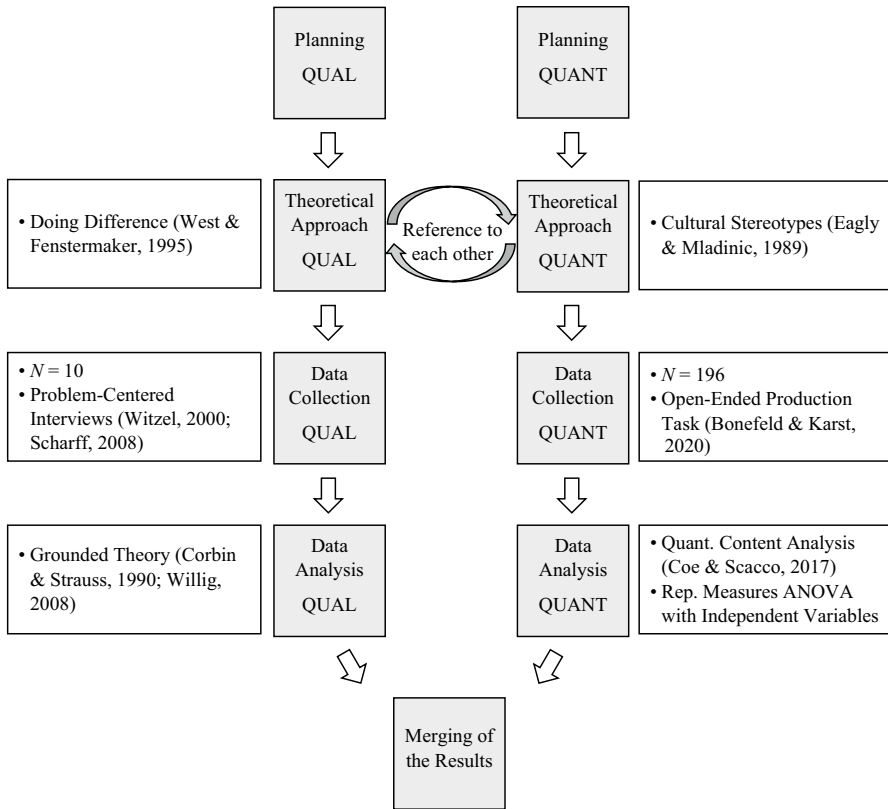 Planning
QUAL
Planning
QUANT
• Doing Difference (West &
Fenstermaker, 1995)
Theoretical
Approach
QUAL
Reference to
each other
Theoretical
Approach
QUANT
• Cultural Stereotypes (Eagly
& Mladinic, 1989)
• N = 10
• Problem-Centered
Interviews (Witzel, 2000;
Scharff, 2008)
Data
Collection
QUAL
Data
Collection
QUANT
• N = 196
• Open-Ended Production
Task (Bonefeld & Karst,
2020)
• Grounded Theory (Corbin
& Strauss, 1990; Willig,
2008)
Data
Analysis
QUAL
Data
Analysis
QUANT
• Quant. Content Analysis
(Coe & Scacco, 2017)
• Rep. Measures ANOVA
with Independent Variables
Merging of
the Results